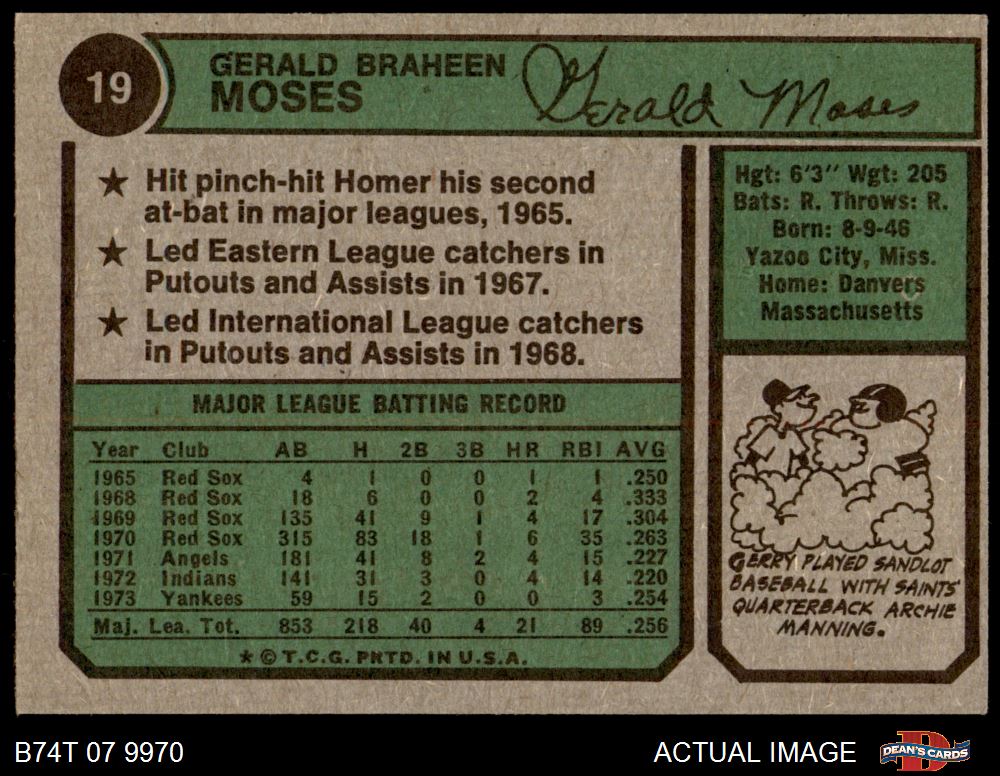 19
GERALD BRAHEEN
MOSES
Gerald Moses
★ Hit pinch-hit Homer his second
at-bat in major leagues, 1965.
★ Led Eastern League catchers in
Putouts and Assists in 1967.
★ Led International League catchers
in Putouts and Assists in 1968.
Hgt: 6'3" Wgt: 205
Bats: R. Throws: R.
Born: 8-9-46
Yazoo City, Miss.
Home: Danvers
Massachusetts
MAJOR LEAGUE BATTING RECORD
Year Club AB H 2B 3B HR RBI AVG
1965 Red Sox 4 1 0 0 1 1 .250
1968 Red Sox 18 6 0 0 2 4 .333
1969 Red Sox 135 41 9 1 4 17 .304
1970 Red Sox 315 83 18 1 6 35 .263
1971 Angels 181 41 8 2 4 15 .227
1972 Indians 141 31 3 0 4 14 .220
1973 Yankees 59 15 2 0 0 3 .254
Maj. Lea. Tot. 853 218 40 4 21 89 .256
★ © T.C.G. PRTD. IN U.S.A.
GERRY PLAYED SANDLOT
BASEBALL WITH SAINTS'
QUARTERBACK ARCHIE
MANNING.
B74T 07 9970
ACTUAL IMAGE
D
DEAN'S CARDS